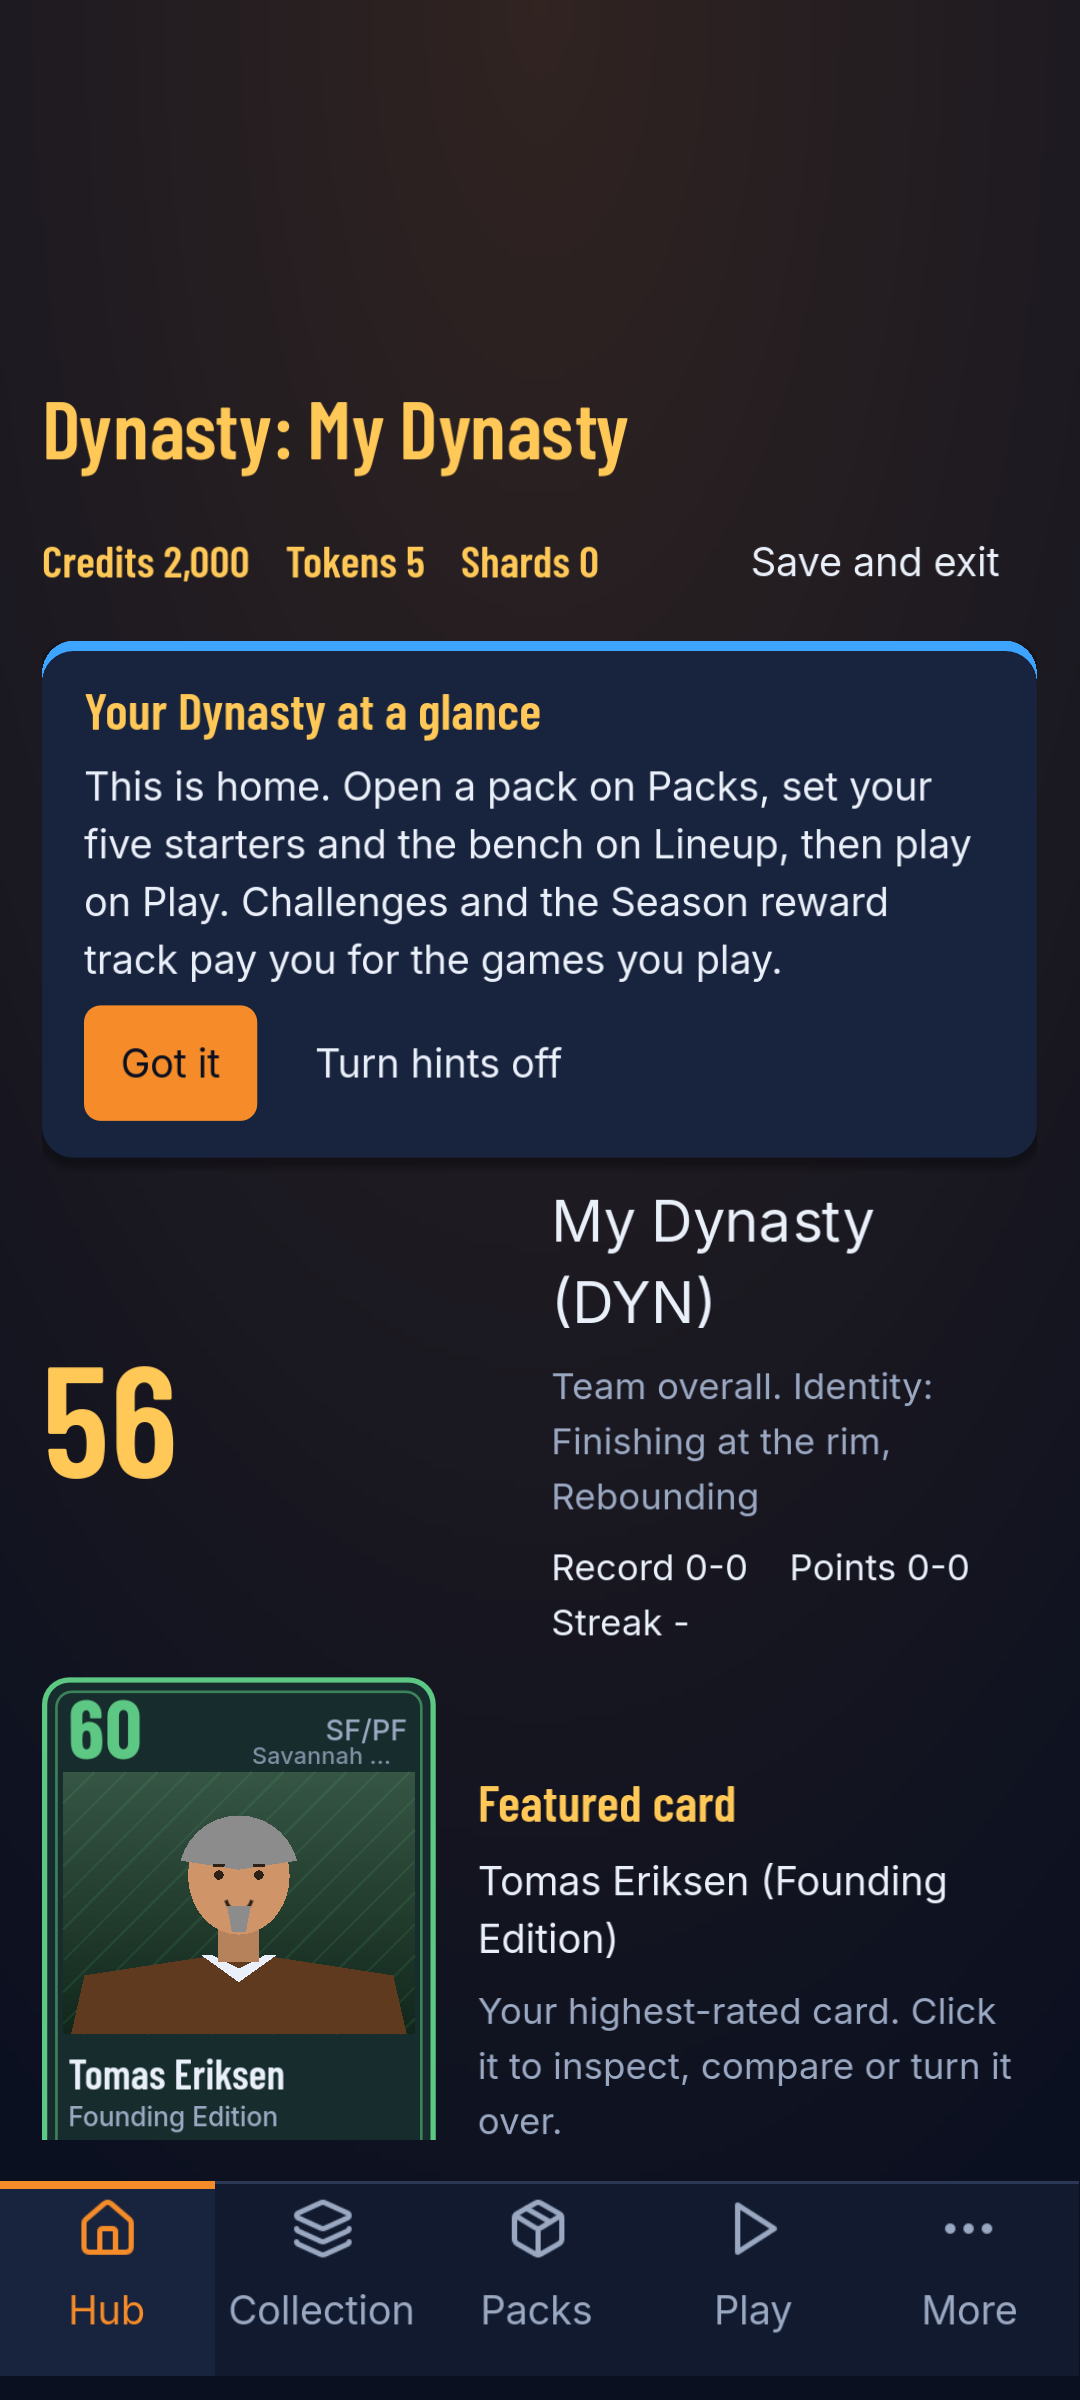 Dynasty: My Dynasty
Credits 2,000 Tokens 5 Shards 0 Save and exit
Your Dynasty at a glance
This is home. Open a pack on Packs, set your
five starters and the bench on Lineup, then play
on Play. Challenges and the Season reward
track pay you for the games you play.
Got it Turn hints off
My Dynasty
(DYN)
56
Team overall. Identity:
Finishing at the rim,
Rebounding
Record 0-0 Points 0-0
Streak -
60
SF/PF
Savannah ...
Tomas Eriksen
Founding Edition
Featured card
Tomas Eriksen (Founding
Edition)
Your highest-rated card. Click
it to inspect, compare or turn it
over.
Hub Collection Packs Play More